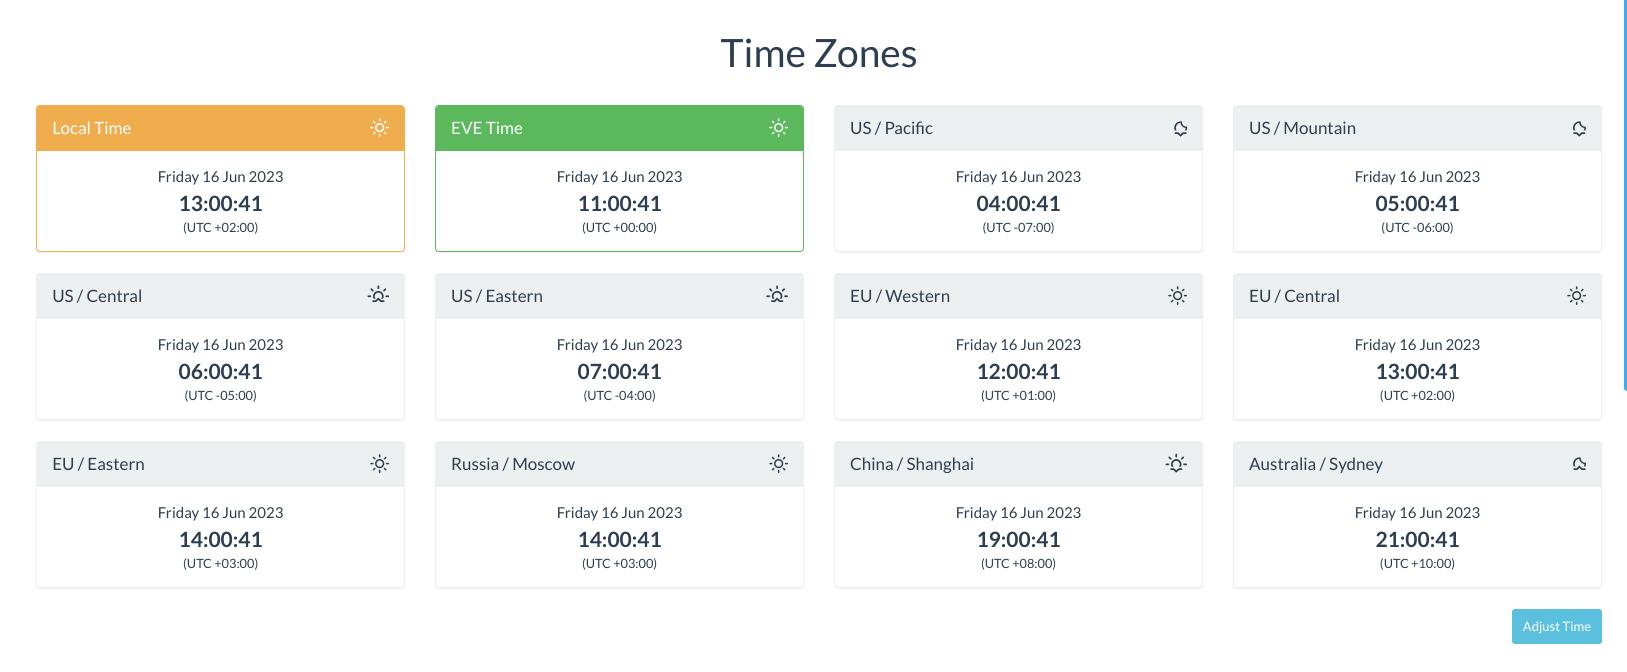 Time Zones
Local Time
Friday 16 Jun 2023
13:00:41
(UTC +02:00)
EVE Time
Friday 16 Jun 2023
11:00:41
(UTC +00:00)
US / Pacific
Friday 16 Jun 2023
04:00:41
(UTC -07:00)
US / Mountain
Friday 16 Jun 2023
05:00:41
(UTC -06:00)
US / Central
Friday 16 Jun 2023
06:00:41
(UTC -05:00)
US / Eastern
Friday 16 Jun 2023
07:00:41
(UTC -04:00)
EU / Western
Friday 16 Jun 2023
12:00:41
(UTC +01:00)
EU / Central
Friday 16 Jun 2023
13:00:41
(UTC +02:00)
EU / Eastern
Friday 16 Jun 2023
14:00:41
(UTC +03:00)
Russia / Moscow
Friday 16 Jun 2023
14:00:41
(UTC +03:00)
China / Shanghai
Friday 16 Jun 2023
19:00:41
(UTC +08:00)
Australia / Sydney
Friday 16 Jun 2023
21:00:41
(UTC +10:00)
Adjust Time